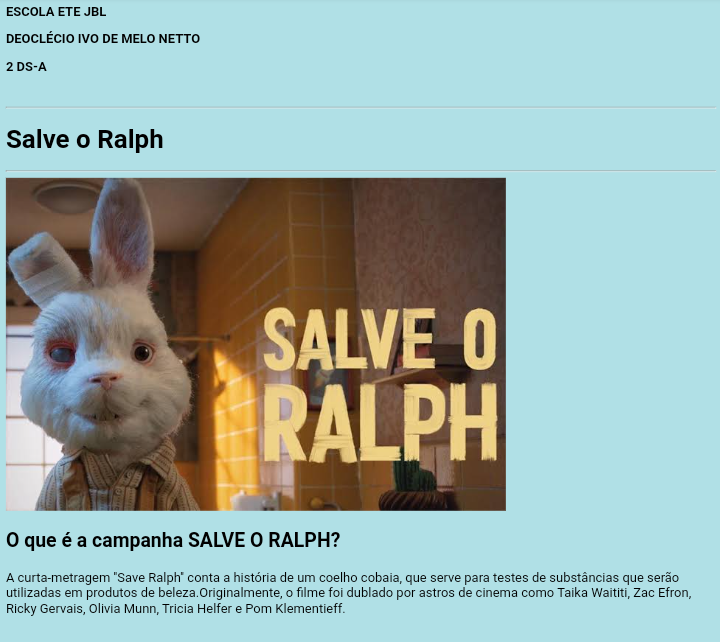 ESCOLA ETE JBL
DEOCLÉCIO IVO DE MELO NETTO
2 DS-A
Salve o Ralph
SALVE O
RALPH
O que é a campanha SALVE O RALPH?
A curta-metragem "Save Ralph" conta a história de um coelho cobaia, que serve para testes de substâncias que serão
utilizadas em produtos de beleza.Originalmente, o filme foi dublado por astros de cinema como Taika Waititi, Zac Efron,
Ricky Gervais, Olivia Munn, Tricia Helfer e Pom Klementieff.